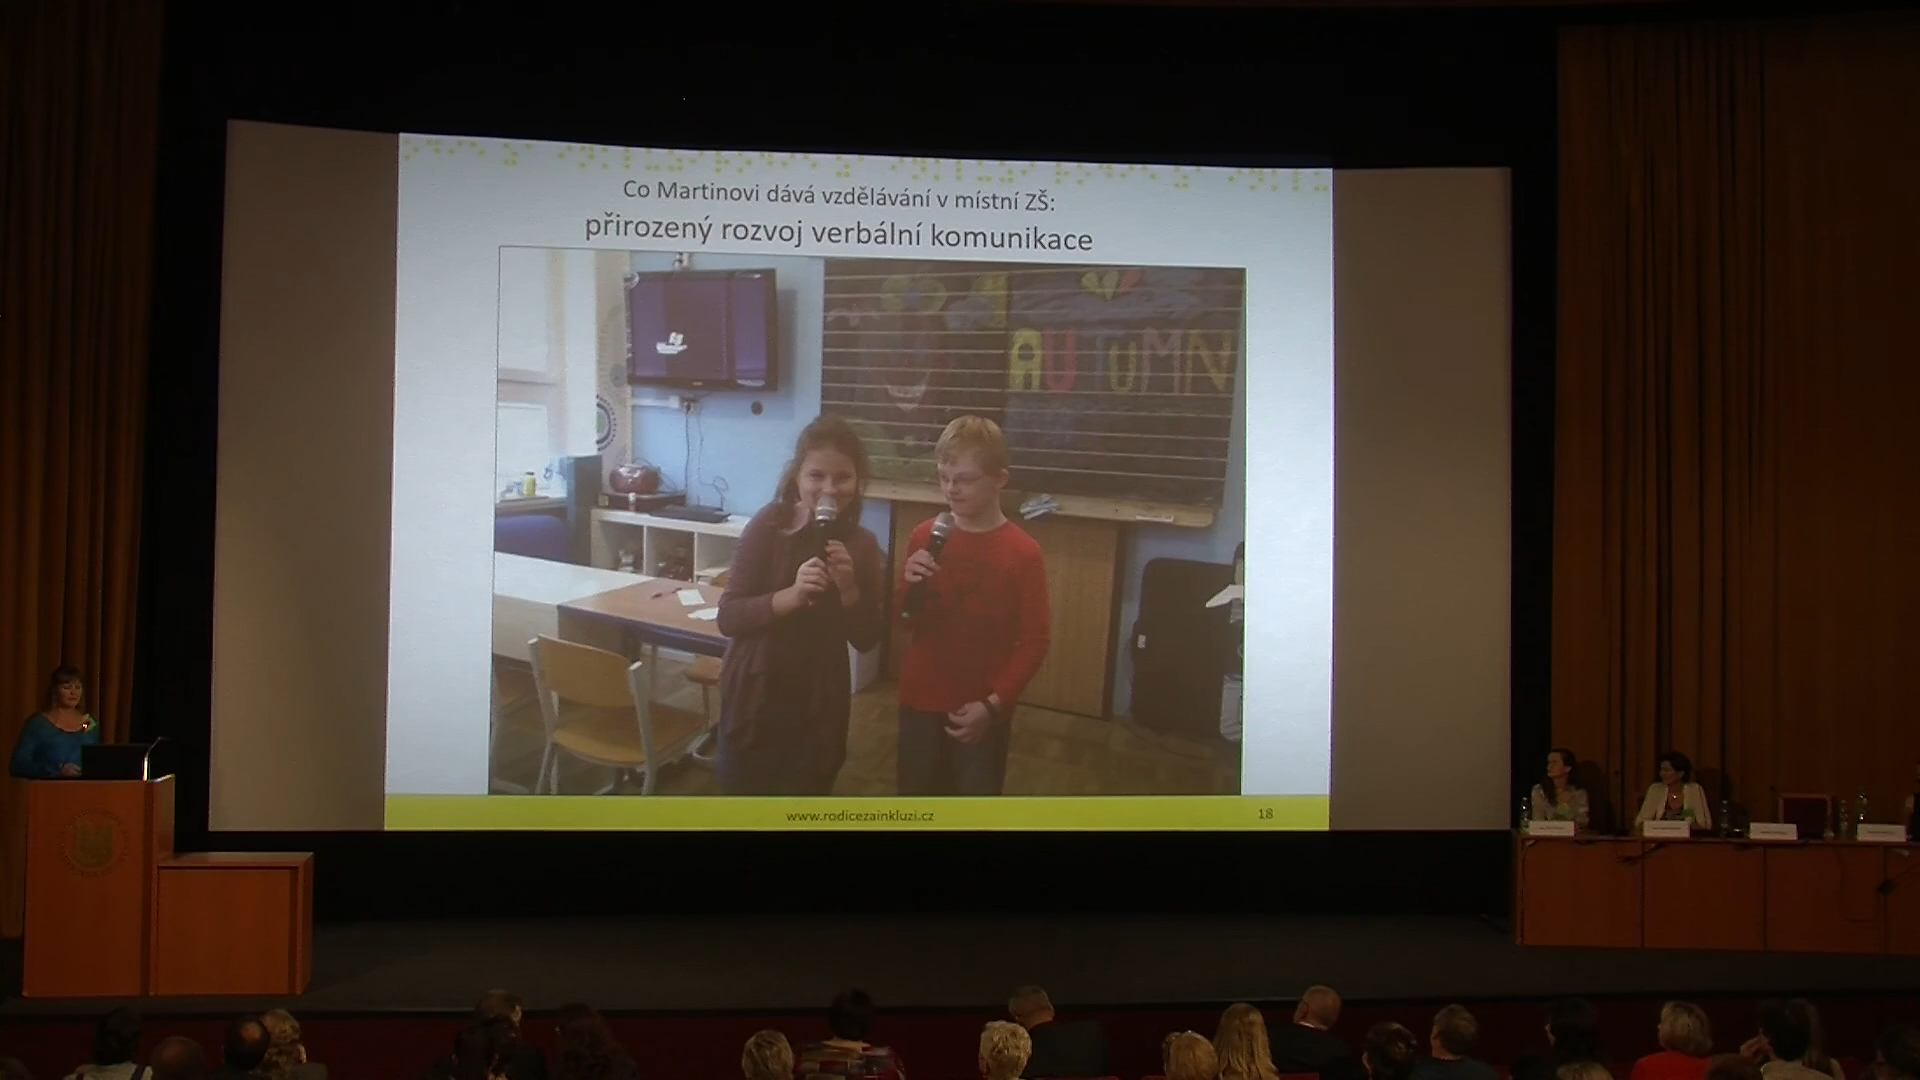 Co Martinovi dává vzdělávání v místní ZŠ:
přirozený rozvoj verbální komunikace
AUTUMN
www.rodicezainkluzi.cz
18